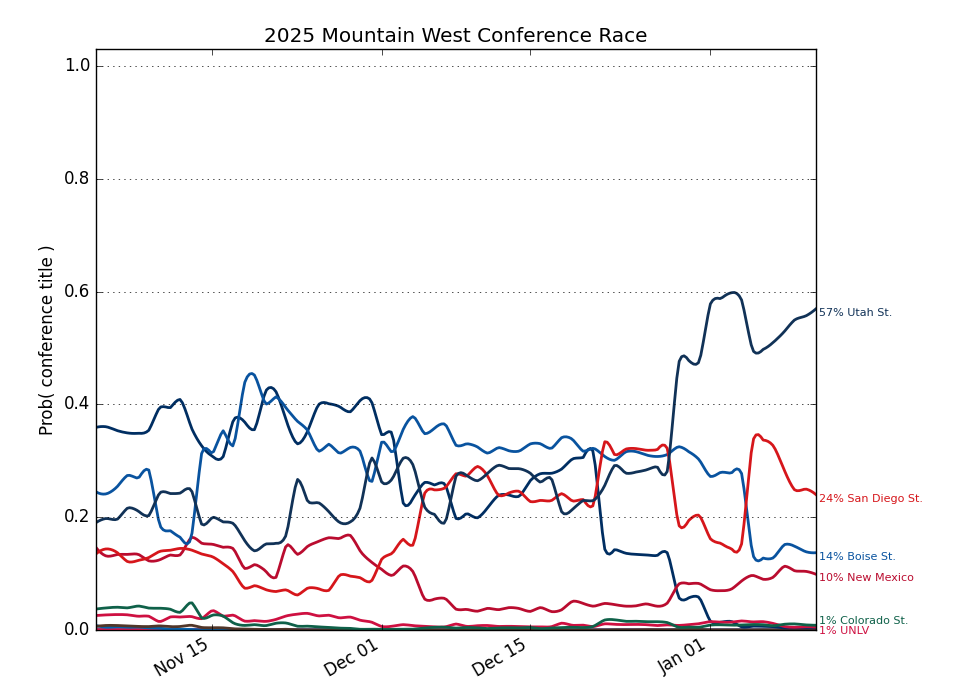 2025 Mountain West Conference Race
Prob( conference title )
1.0
0.8
0.6
0.4
0.2
0.0
57% Utah St.
24% San Diego St.
14% Boise St.
10% New Mexico
1% Colorado St.
1% UNLV
Nov 15
Dec 01
Dec 15
Jan 01